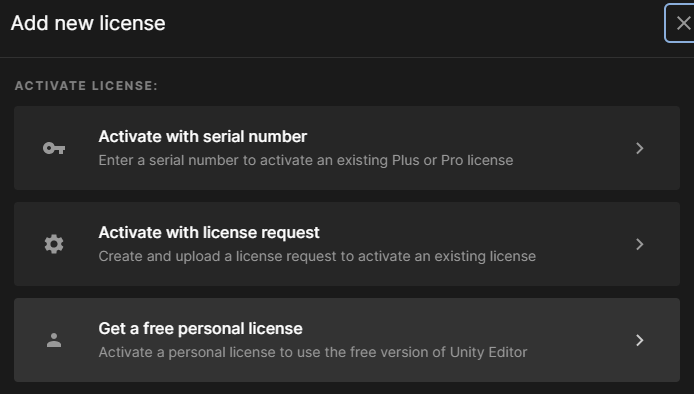 Add new license
ACTIVATE LICENSE:
Activate with serial number
Enter a serial number to activate an existing Plus or Pro license
Activate with license request
Create and upload a license request to activate an existing license
Get a free personal license
Activate a personal license to use the free version of Unity Editor